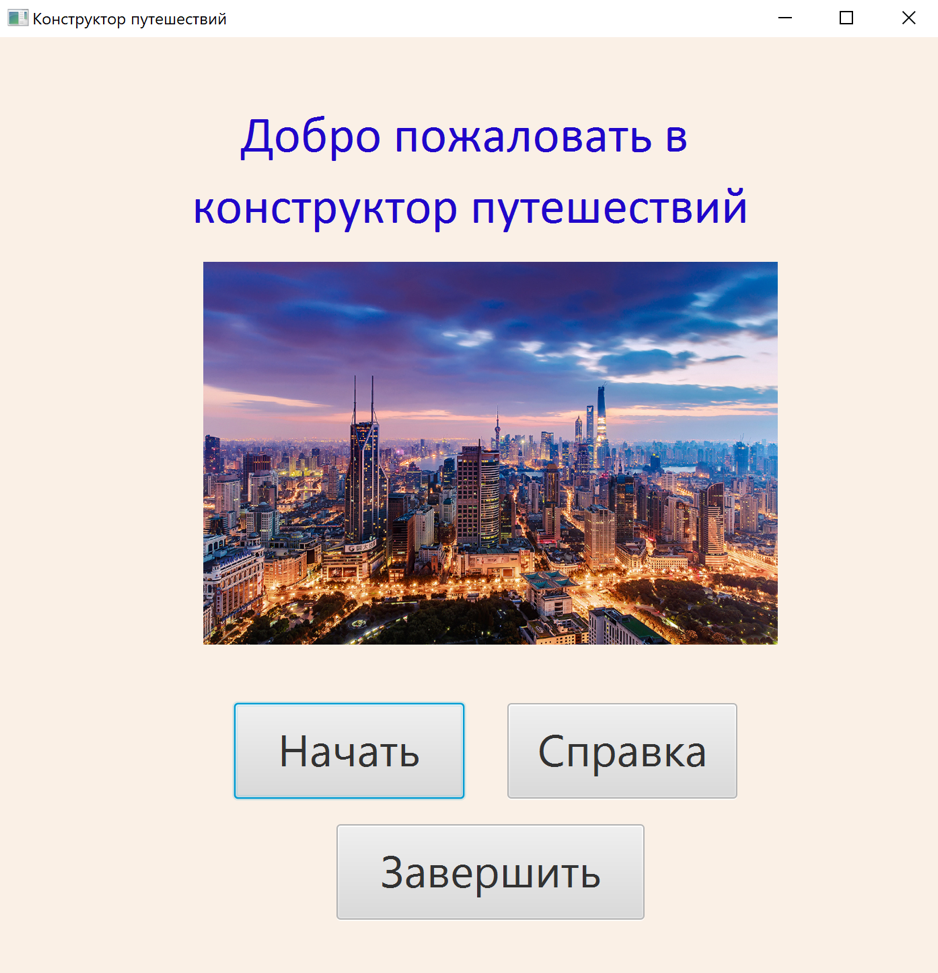 Конструктор путешествий
Добро пожаловать в
конструктор путешествий
Начать
Справка
Завершить